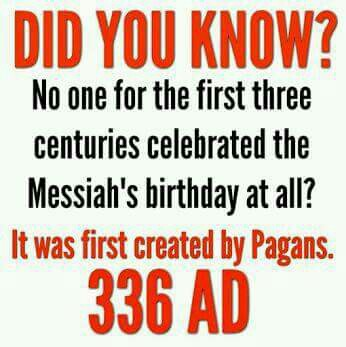 DID YOU KNOW?
No one for the first three
centuries celebrated the
Messiah's birthday at all?
It was first created by Pagans.
336 AD